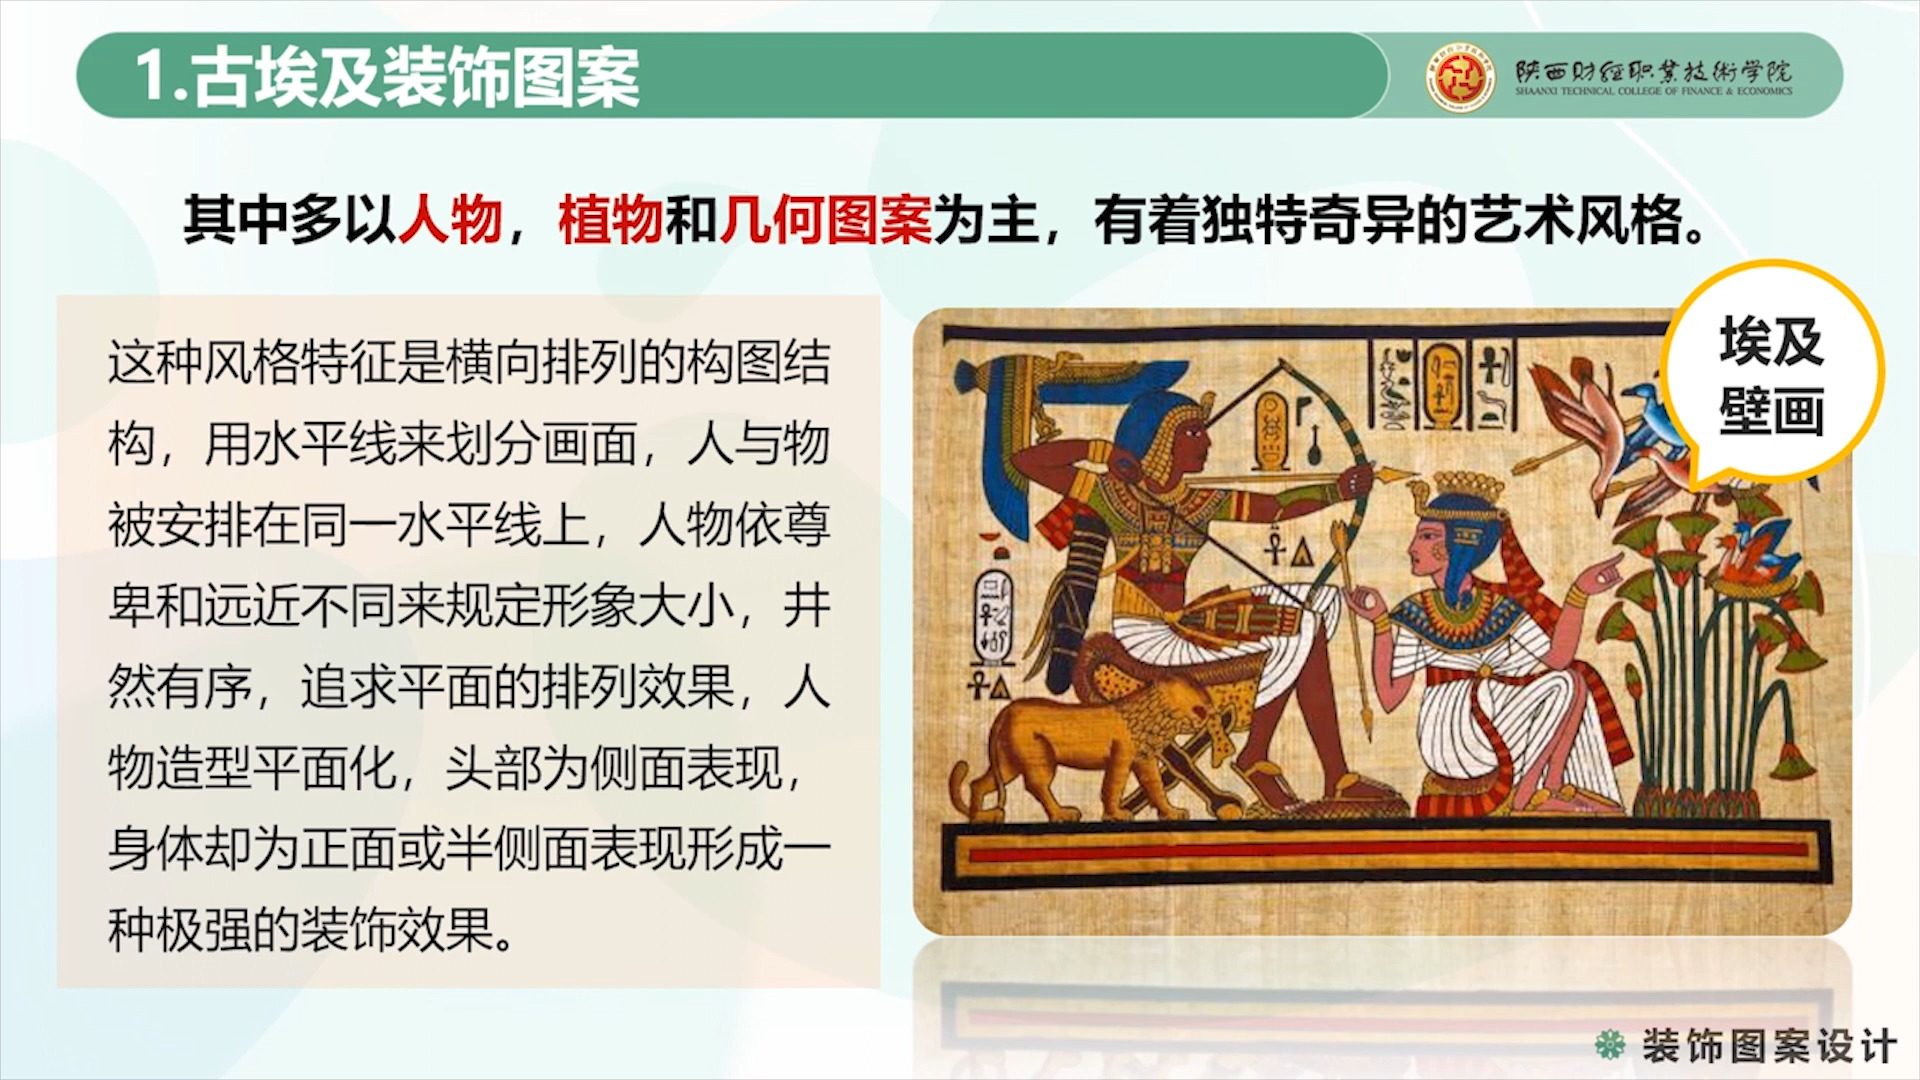 1.古埃及装饰图案
陕西财经职业技术学院
SHAANXI TECHNICAL COLLEGE OF FINANCE & ECONOMICS
其中多以人物，植物和几何图案为主，有着独特奇异的艺术风格。
这种风格特征是横向排列的构图结
构，用水平线来划分画面，人与物
被安排在同一水平线上，人物依尊
卑和远近不同来规定形象大小，井
然有序，追求平面的排列效果，人
物造型平面化，头部为侧面表现，
身体却为正面或半侧面表现形成一
种极强的装饰效果。
埃及
壁画
装饰图案设计